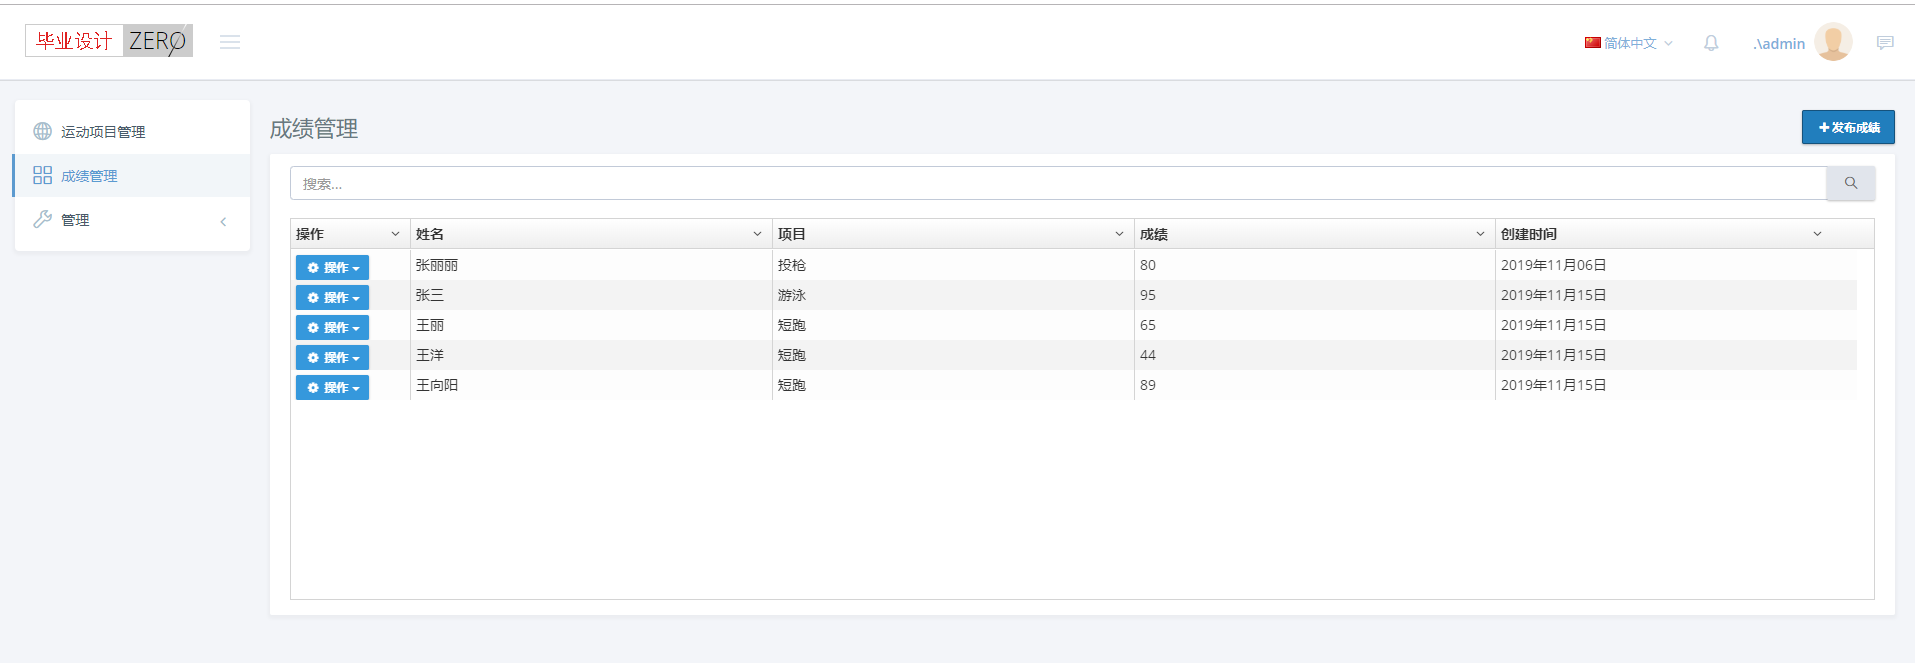 毕业设计 ZERO
简体中文
.\admin
运动项目管理
成绩管理
管理
成绩管理
发布成绩
搜索...
操作 姓名 项目 成绩 创建时间
操作 张丽丽 投枪 80 2019年11月06日
操作 张三 游泳 95 2019年11月15日
操作 王丽 短跑 65 2019年11月15日
操作 王洋 短跑 44 2019年11月15日
操作 王向阳 短跑 89 2019年11月15日